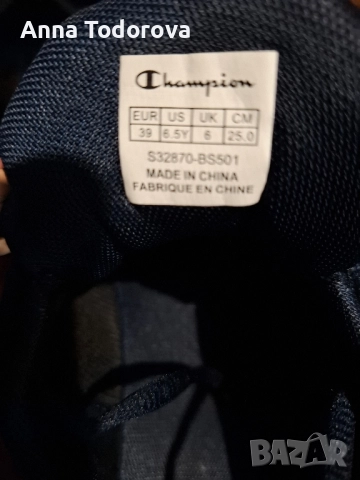 Anna Todorova
Champion
EUR US UK CM
39 6.5Y 6 25.0
S32870-BS501
MADE IN CHINA
FABRIQUE EN CHINE
BAZAR
bg